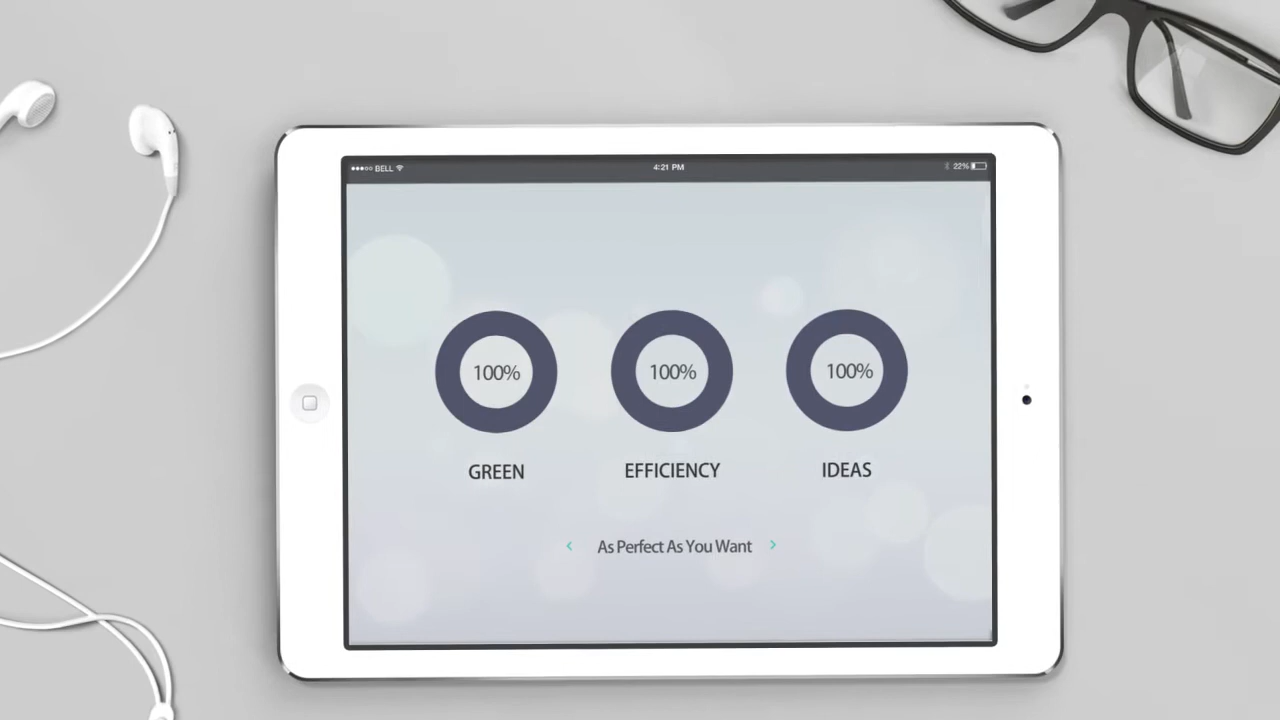 BELL 4:21 PM 22%
100% 100% 100%
GREEN EFFICIENCY IDEAS
‹ As Perfect As You Want ›